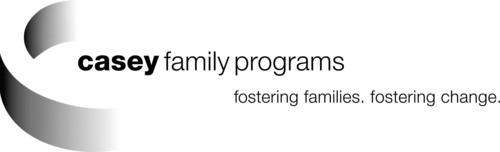 casey family programs
fostering families. fostering change.